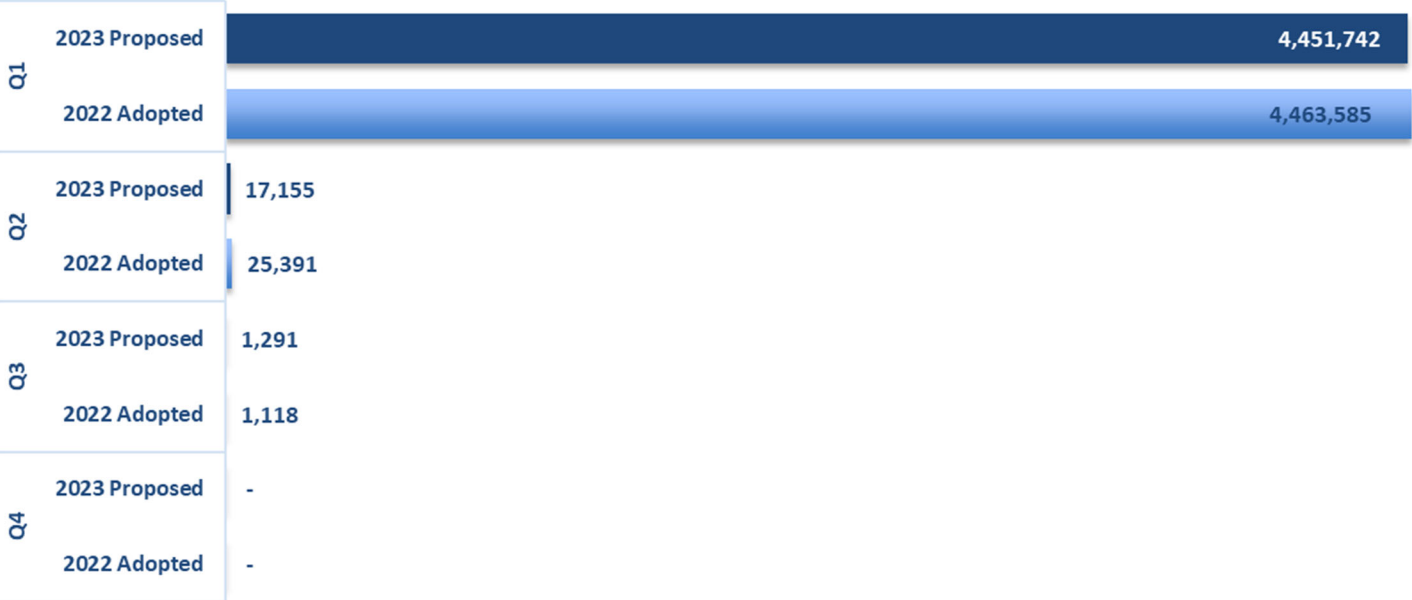 Q1
2023 Proposed 4,451,742
2022 Adopted 4,463,585
Q2
2023 Proposed 17,155
2022 Adopted 25,391
Q3
2023 Proposed 1,291
2022 Adopted 1,118
Q4
2023 Proposed -
2022 Adopted -